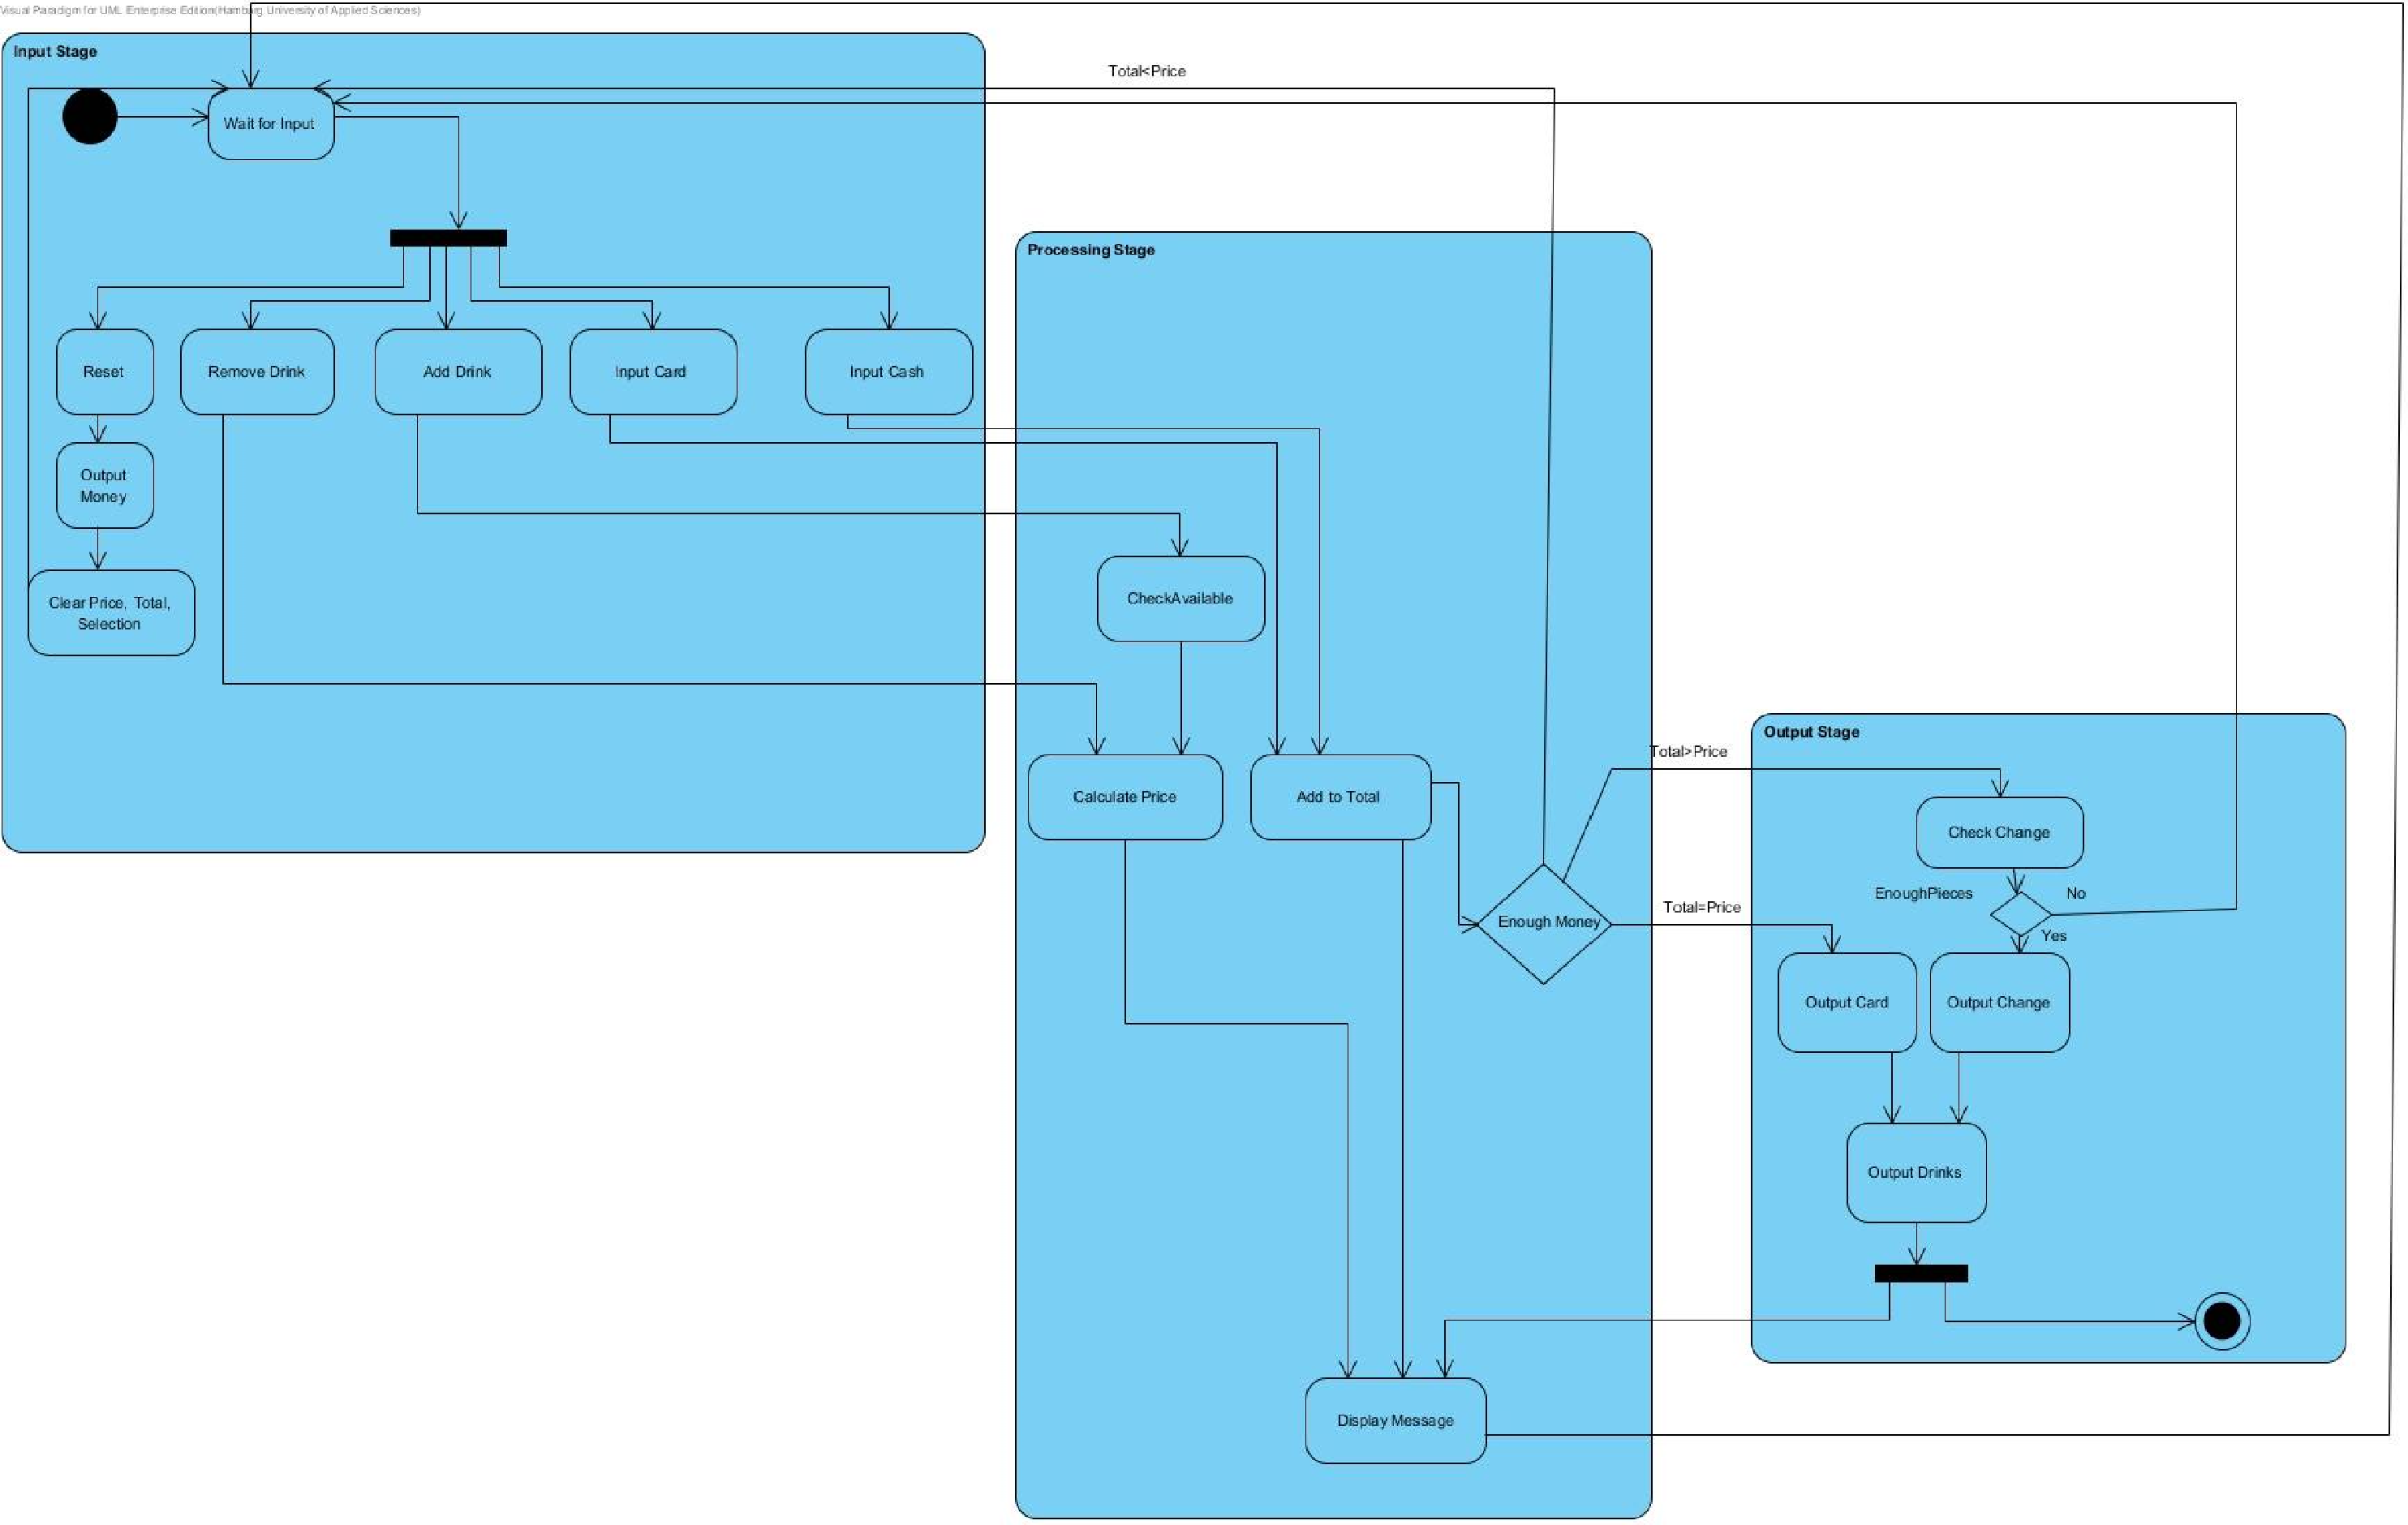 Visual Paradigm for UML Enterprise Edition(Hamburg University of Applied Sciences)
Input Stage
Total<Price
Wait for Input
Processing Stage
Reset
Remove Drink
Add Drink
Input Card
Input Cash
Output
Money
CheckAvailable
Clear Price, Total,
Selection
Output Stage
Total>Price
Calculate Price
Add to Total
Check Change
EnoughPieces
No
Total=Price
Enough Money
Yes
Output Card
Output Change
Output Drinks
Display Message